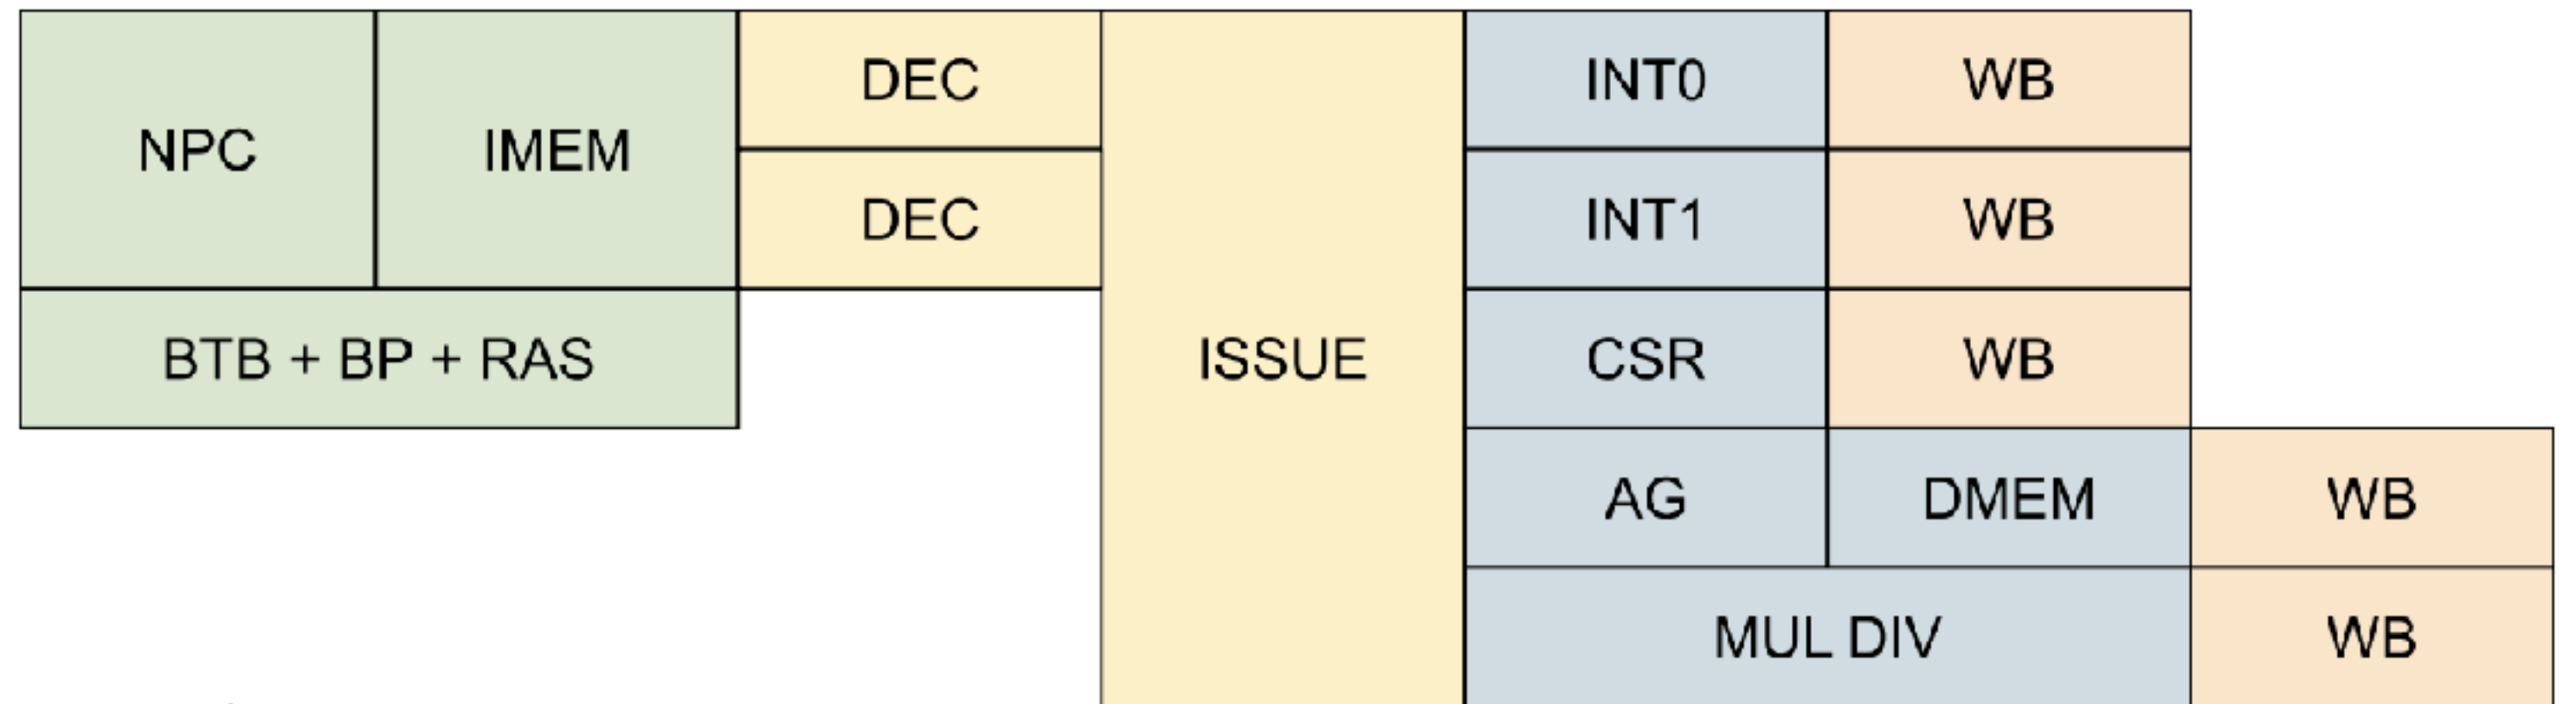 NPC
IMEM
DEC
DEC
BTB + BP + RAS
ISSUE
INT0
WB
INT1
WB
CSR
WB
AG
DMEM
WB
MUL DIV
WB